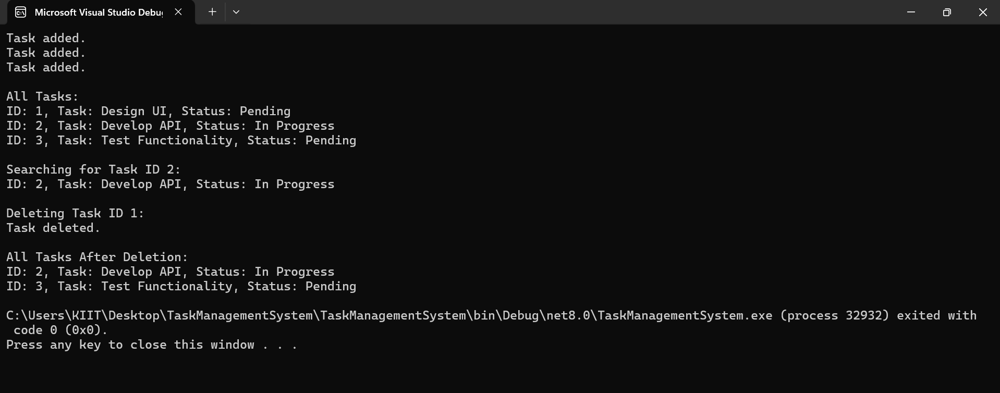 Microsoft Visual Studio Debu
Task added.
Task added.
Task added.
All Tasks:
ID: 1, Task: Design UI, Status: Pending
ID: 2, Task: Develop API, Status: In Progress
ID: 3, Task: Test Functionality, Status: Pending
Searching for Task ID 2:
ID: 2, Task: Develop API, Status: In Progress
Deleting Task ID 1:
Task deleted.
All Tasks After Deletion:
ID: 2, Task: Develop API, Status: In Progress
ID: 3, Task: Test Functionality, Status: Pending
C:\Users\KIIT\Desktop\TaskManagementSystem\TaskManagementSystem\bin\Debug\net8.0\TaskManagementSystem.exe (process 32932) exited with
code 0 (0x0).
Press any key to close this window . . .